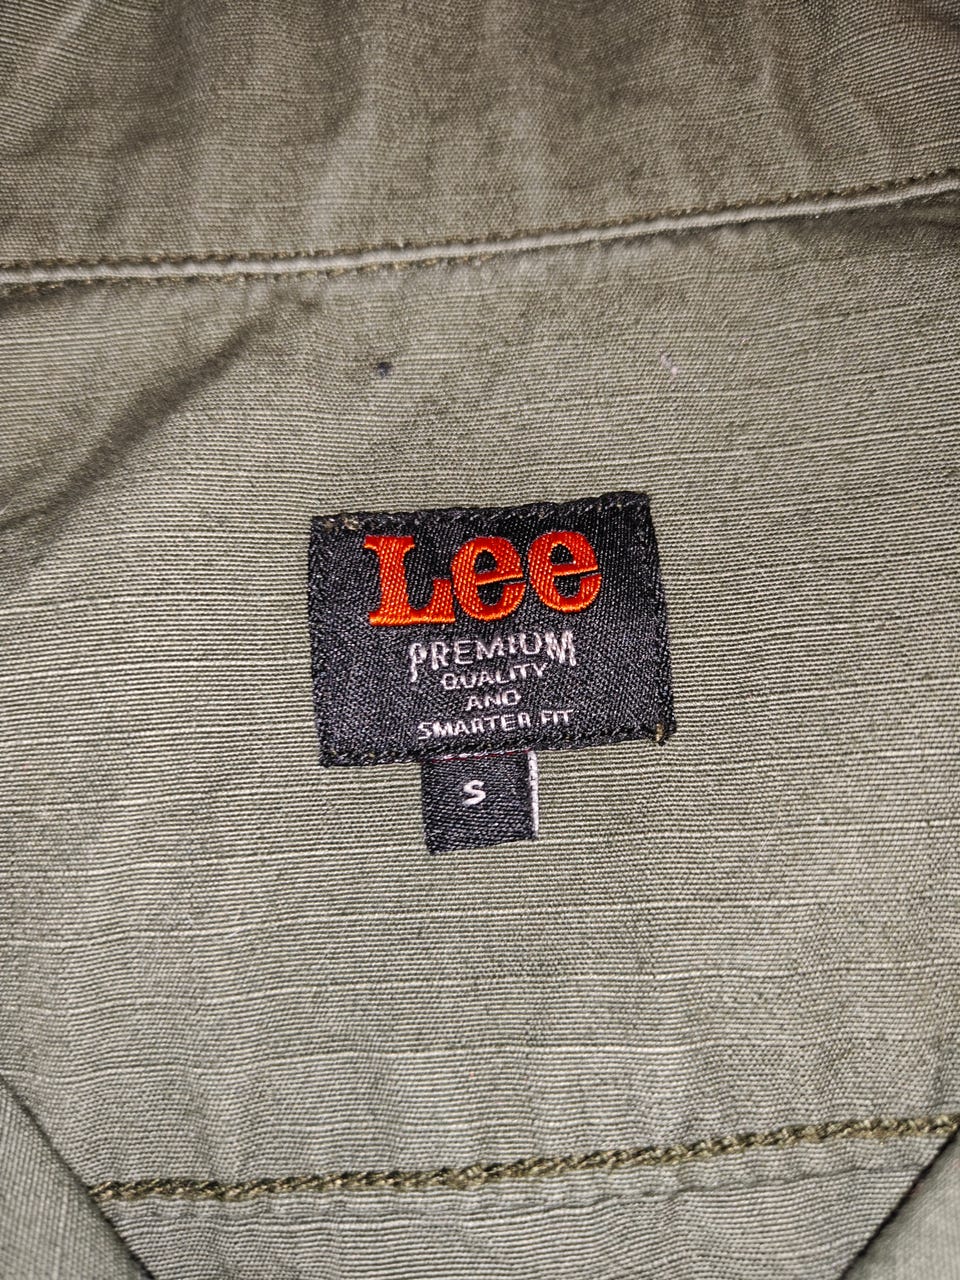 Lee
PREMIUM
QUALITY
AND
SMARTER FIT
S